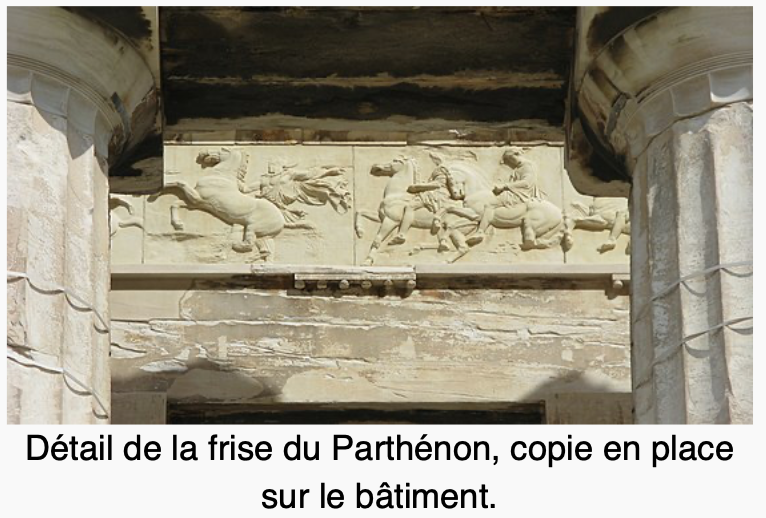 Détail de la frise du Parthénon, copie en place
sur le bâtiment.